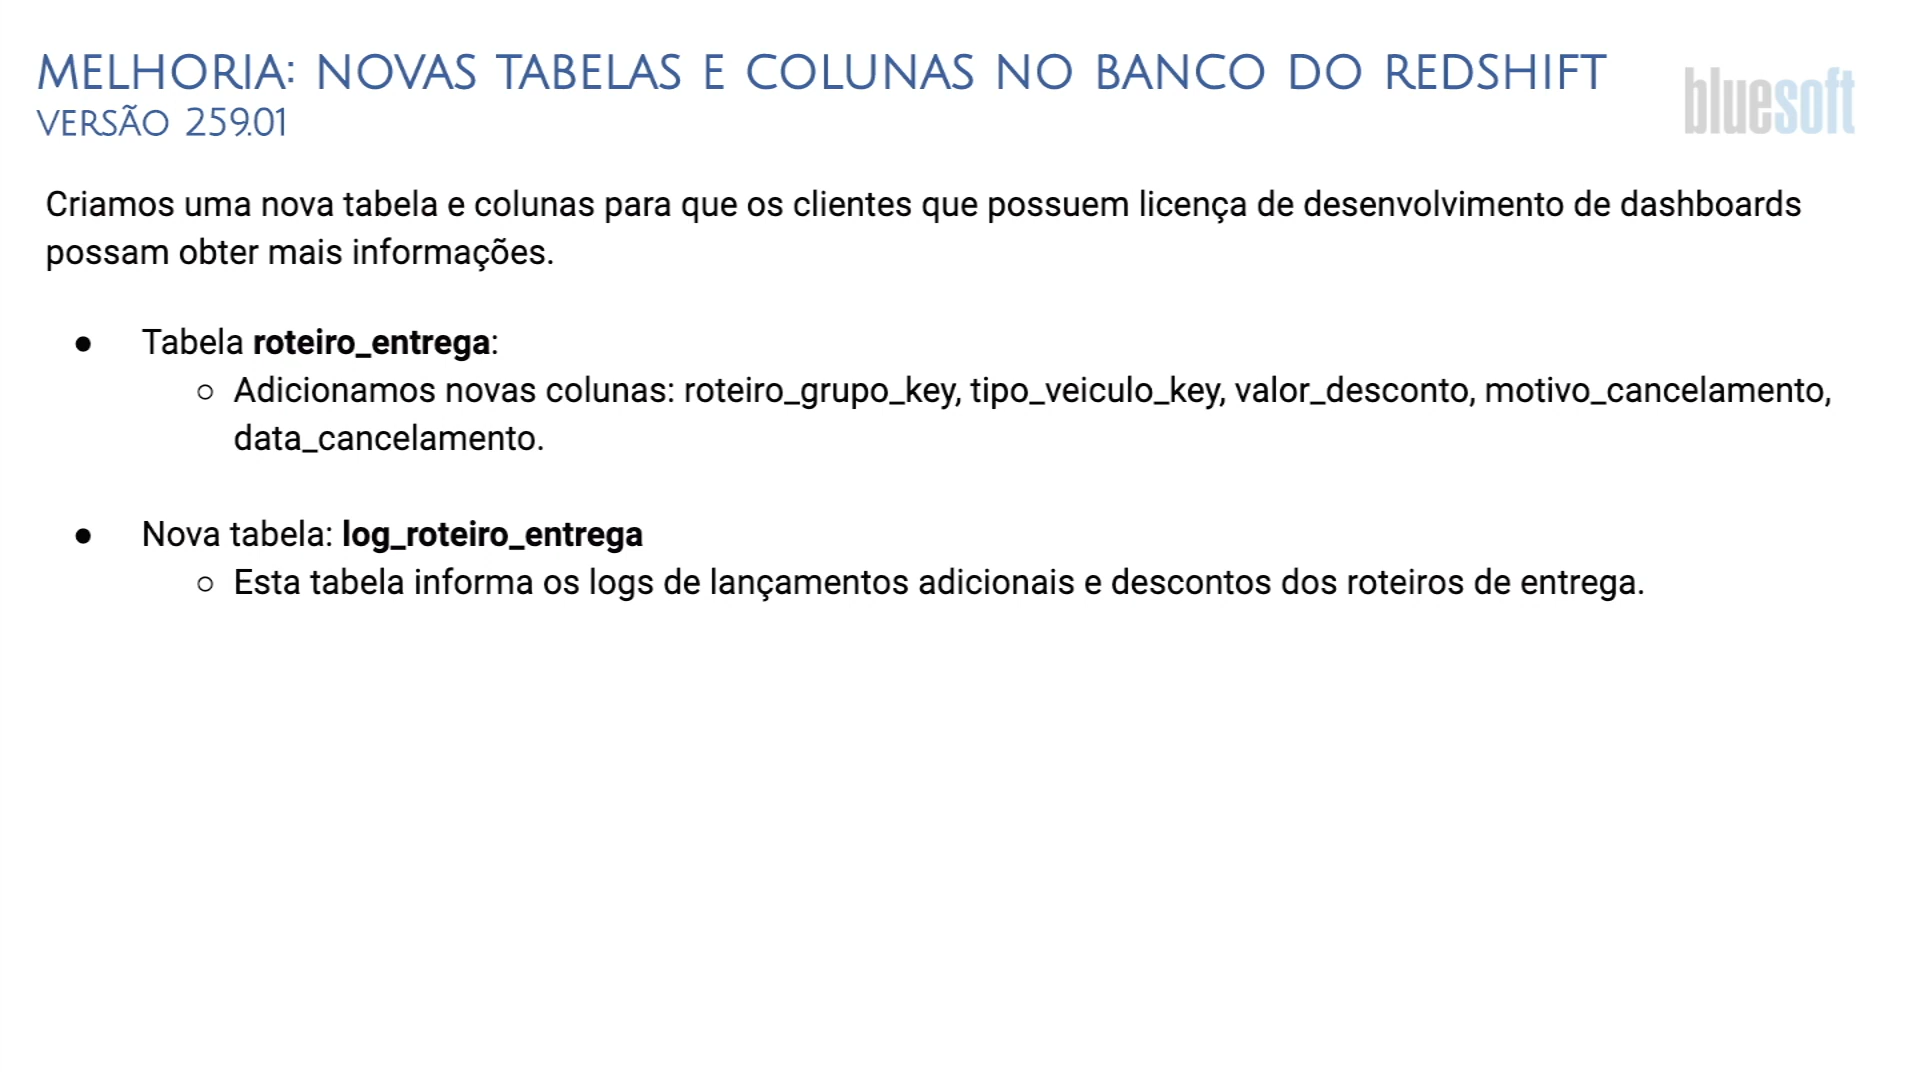 MELHORIA: NOVAS TABELAS E COLUNAS NO BANCO DO REDSHIFT
VERSÃO 259.01
bluesoft
Criamos uma nova tabela e colunas para que os clientes que possuem licença de desenvolvimento de dashboards
possam obter mais informações.
● Tabela roteiro_entrega:
○ Adicionamos novas colunas: roteiro_grupo_key, tipo_veiculo_key, valor_desconto, motivo_cancelamento,
data_cancelamento.
● Nova tabela: log_roteiro_entrega
○ Esta tabela informa os logs de lançamentos adicionais e descontos dos roteiros de entrega.